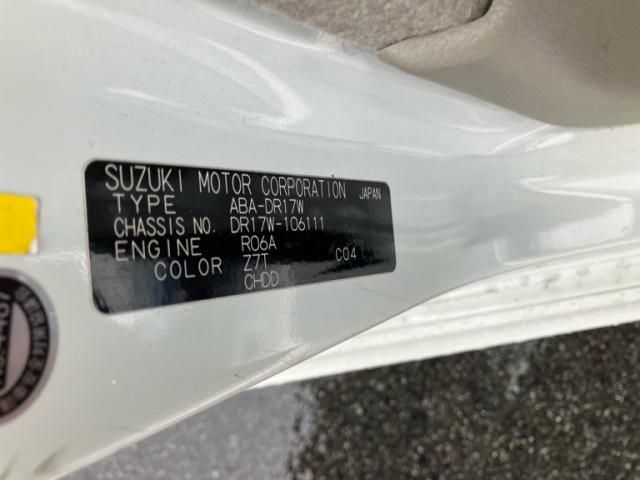 SUZUKI MOTOR CORPORATION JAPAN
TYPE ABA-DR17W
CHASSIS NO. DR17W-106111
ENGINE R06A
COLOR Z7T C04
CHDD